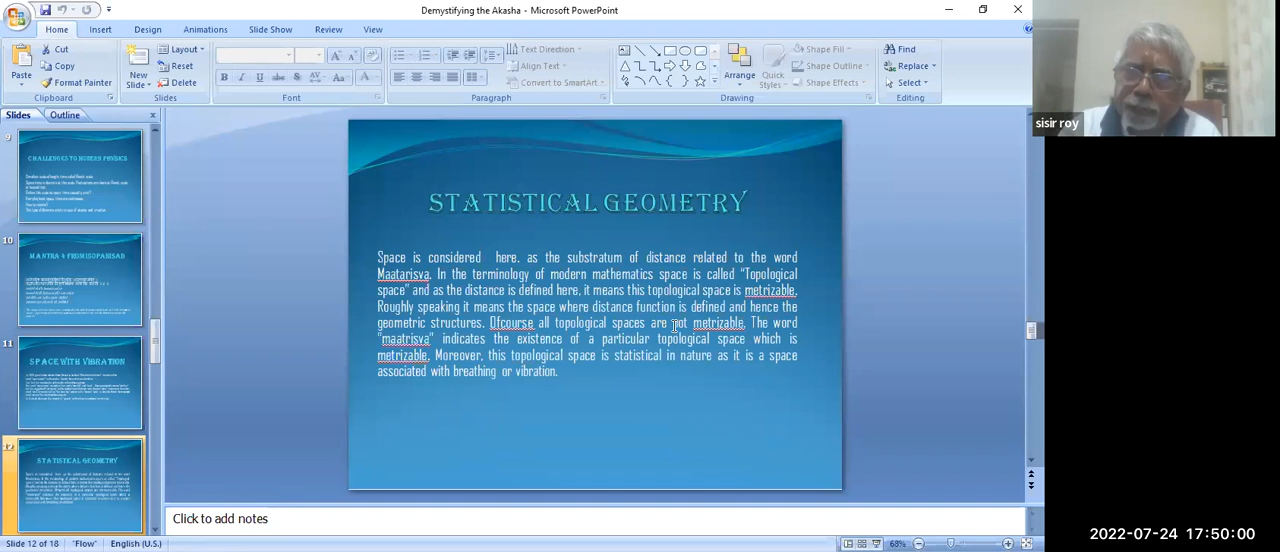 Demystifying the Akasha - Microsoft PowerPoint
Home Insert Design Animations Slide Show Review View
Cut
Copy
Format Painter
Paste
Clipboard
New
Slide
Layout
Reset
Delete
Slides
Font
Paragraph
Text Direction
Align Text
Convert to SmartArt
Arrange
Quick
Styles
Shape Fill
Shape Outline
Shape Effects
Drawing
Find
Replace
Select
Editing
sisir roy
Slides Outline
9
CHALLENGES TO MODERN PHYSICS
10
MANTRA 4 FROM ISOPANISAD
11
SPACE WITH VIBRATION
12
STATISTICAL GEOMETRY
STATISTICAL GEOMETRY
Space is considered here. as the substratum of distance related to the word
Maatarisva. In the terminology of modern mathematics space is called "Topological
space" and as the distance is defined here, it means this topological space is metrizable.
Roughly speaking it means the space where distance function is defined and hence the
geometric structures. Ofcourse all topological spaces are not metrizable. The word
"maatrisva" indicates the existence of a particular topological space which is
metrizable. Moreover, this topological space is statistical in nature as it is a space
associated with breathing or vibration.
Click to add notes
Slide 12 of 18 "Flow" English (U.S.) 68%
2022-07-24 17:50:00